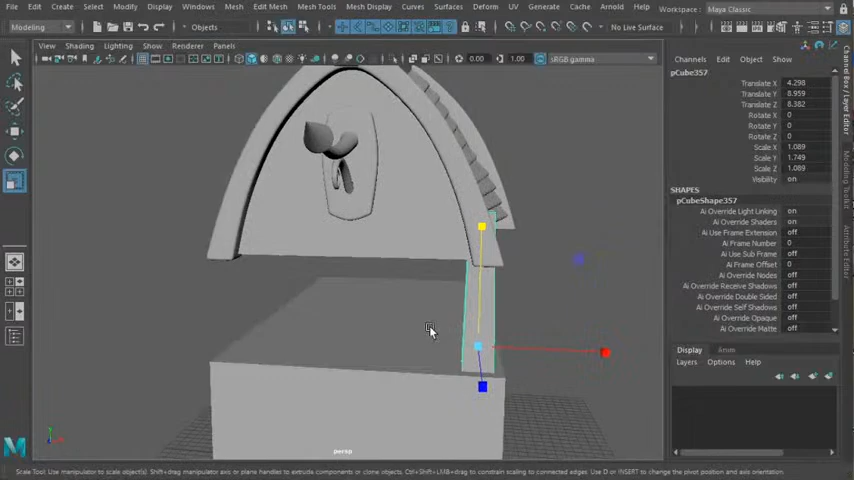 File Edit Create Select Modify Display Windows Mesh Edit Mesh Mesh Tools Mesh Display Curves Surfaces Deform UV Generate Cache Arnold Help Workspace : Maya Classic
Modeling Objects No Live Surface
View Shading Lighting Show Renderer Panels
0.00 1.00 sRGB gamma
Channels Edit Object Show
pCube357
Translate X 4.298
Translate Y 8.959
Translate Z 8.382
Rotate X 0
Rotate Y 0
Rotate Z 0
Scale X 1.089
Scale Y 1.749
Scale Z 1.089
Visibility on
SHAPES
pCubeShape357
Ai Override Light Linking on
Ai Override Shaders on
Ai Use Frame Extension off
Ai Frame Number 0
Ai Use Sub Frame off
Ai Frame Offset 0
Ai Override Nodes off
Ai Override Receive Shadows off
Ai Override Double Sided off
Ai Override Self Shadows off
Ai Override Opaque off
Ai Override Matte off
Display Anim
Layers Options Help
Channel Box / Layer Editor
Modeling Toolkit
Attribute Editor
persp
Scale Tool: Use manipulator to scale object(s). Shift+drag manipulator axis or plane handles to extrude components or clone objects. Ctrl+Shift+LMB+drag to constrain scaling to connected edges. Use D or INSERT to change the pivot position and axis orientation.